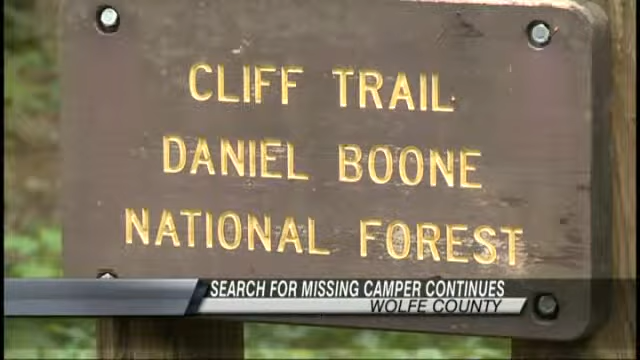 CLIFF TRAIL
DANIEL BOONE
NATIONAL FOREST
SEARCH FOR MISSING CAMPER CONTINUES
WOLFE COUNTY